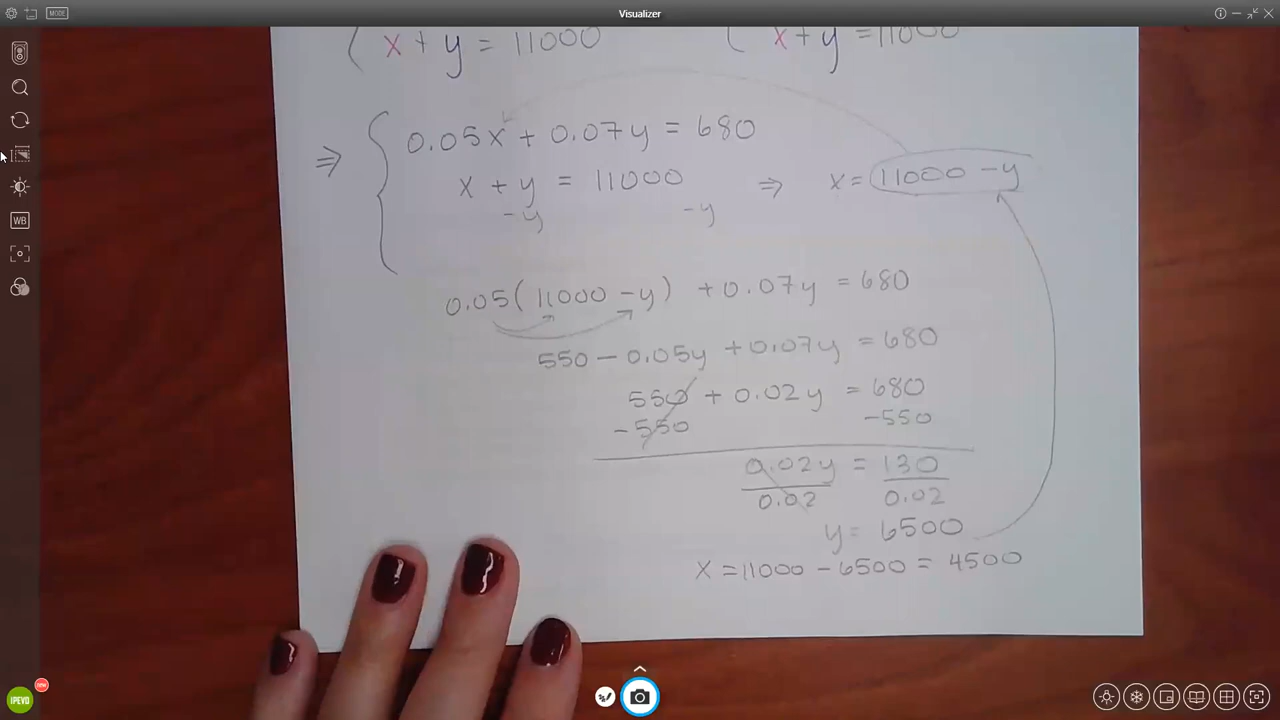 MODE
Visualizer
x + y = 11000 x + y = 11000
⇒ { 0.05x + 0.07y = 680
x + y = 11000 ⇒ x = 11000 - y
-y -y
0.05(11000 - y) + 0.07y = 680
550 - 0.05y + 0.07y = 680
550 + 0.02y = 680
-550 -550
0.02y = 130
0.02 0.02
y = 6500
x = 11000 - 6500 = 4500
WB
IPEVO
new